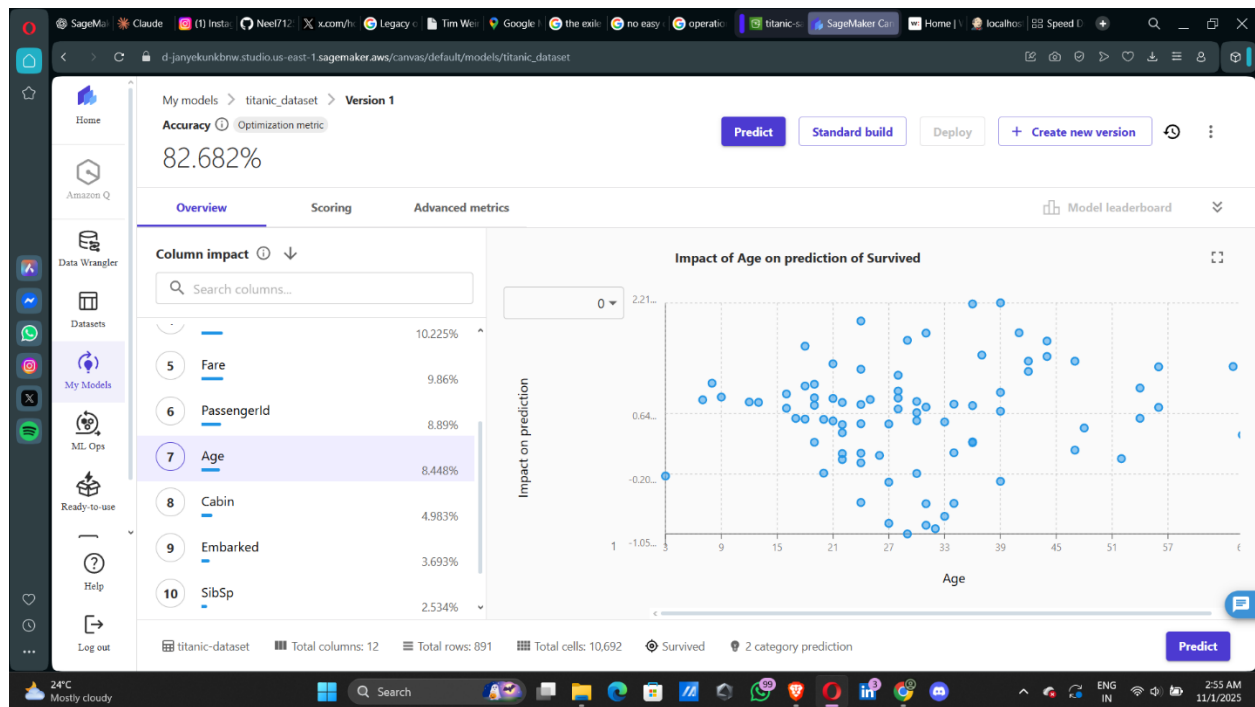 SageMak
Claude
(1) Insta
Neelf712
x.com/ho
Legacy o
Tim Wei
Google
the exile
no easy
operatio
titanic-sa
SageMaker Can
Home |
localhos
Speed D
d-janyekunkbnw.studio.us-east-1.sagemaker.aws/canvas/default/models/titanic_dataset
Home
Amazon Q
Data Wrangler
Datasets
My Models
ML Ops
Ready-to-use
Help
Log out
My models > titanic_dataset > Version 1
Accuracy Optimization metric
82.682%
Predict
Standard build
Deploy
+ Create new version
Overview
Scoring
Advanced metrics
Model leaderboard
Column impact
Search columns...
10.225%
5 Fare
9.86%
6 PassengerId
8.89%
7 Age
8.448%
8 Cabin
4.983%
9 Embarked
3.693%
10 SibSp
2.534%
Impact of Age on prediction of Survived
0
2.21...
0.64...
-0.20...
1
-1.05...
Impact on prediction
3 9 15 21 27 33 39 45 51 57 6
Age
titanic-dataset
Total columns: 12
Total rows: 891
Total cells: 10,692
Survived
2 category prediction
Predict
24°C
Mostly cloudy
Search
99
3
ENG
IN
2:55 AM
11/1/2025